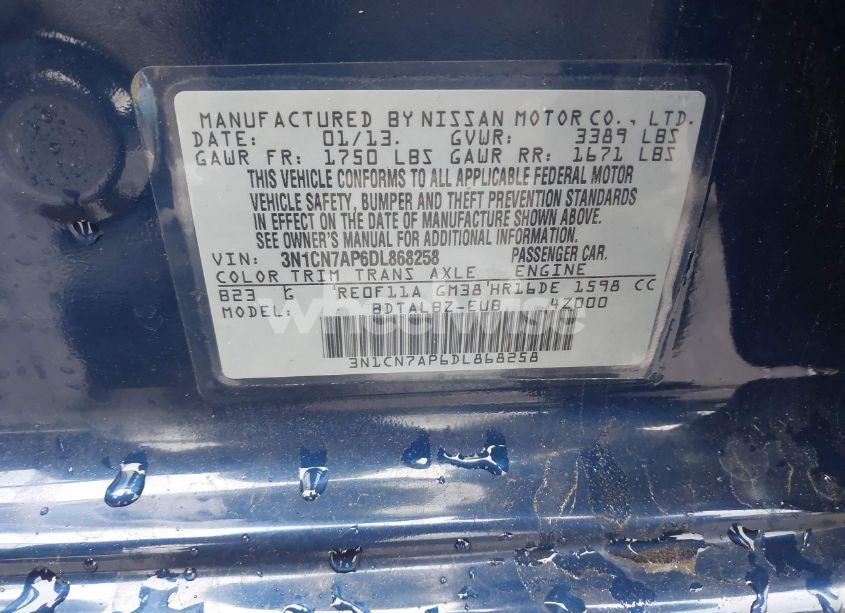 MANUFACTURED BY NISSAN MOTOR CO., LTD.
DATE: 01/13. GVWR: 3389 LBS
GAWR FR: 1750 LBS GAWR RR: 1671 LBS
THIS VEHICLE CONFORMS TO ALL APPLICABLE FEDERAL MOTOR
VEHICLE SAFETY, BUMPER AND THEFT PREVENTION STANDARDS
IN EFFECT ON THE DATE OF MANUFACTURE SHOWN ABOVE.
SEE OWNER'S MANUAL FOR ADDITIONAL INFORMATION.
VIN: 3N1CN7AP6DL868258 PASSENGER CAR.
COLOR TRIM TRANS AXLE ENGINE
B23 G RE0F11A GM38 HR16DE 1598 CC
MODEL: BDTALBZ-EUB 4Z000
3N1CN7AP6DL868258